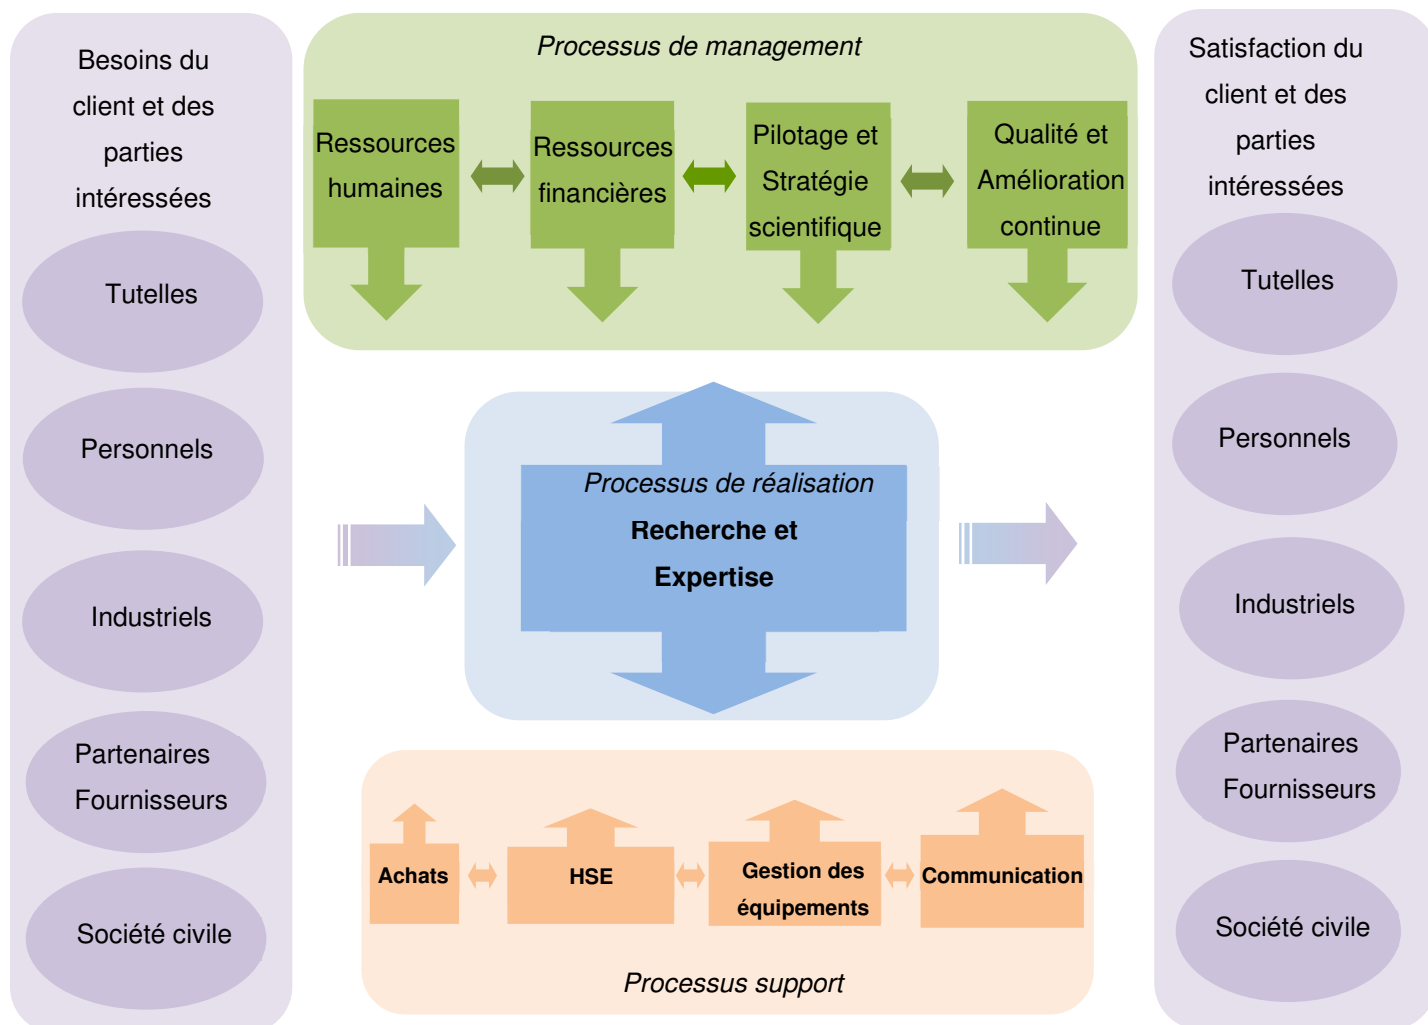 Besoins du
client et des
parties
intéressées
Tutelles
Personnels
Industriels
Partenaires
Fournisseurs
Société civile
Processus de management
Ressources
humaines
Ressources
financières
Pilotage et
Stratégie
scientifique
Qualité et
Amélioration
continue
Processus de réalisation
Recherche et
Expertise
Achats
HSE
Gestion des
équipements
Communication
Processus support
Satisfaction du
client et des
parties
intéressées
Tutelles
Personnels
Industriels
Partenaires
Fournisseurs
Société civile